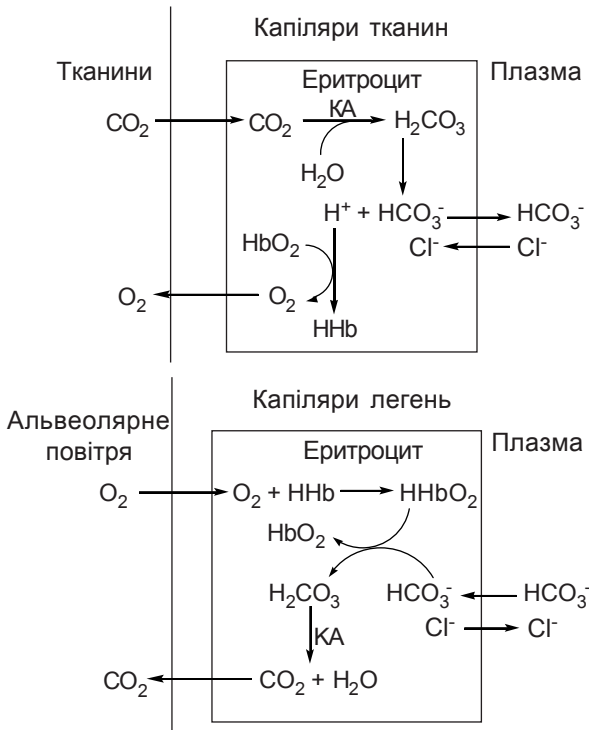 Капіляри тканин
Тканини
Еритроцит
Плазма
CO₂
CO₂
КА
H₂CO₃
H₂O
H⁺ + HCO₃⁻
HCO₃⁻
HbO₂
Cl⁻
Cl⁻
O₂
O₂
HHb
Капіляри легень
Альвеолярне
повітря
Еритроцит
Плазма
O₂
O₂ + HHb
HHbO₂
HbO₂
H₂CO₃
HCO₃⁻
HCO₃⁻
КА
Cl⁻
Cl⁻
CO₂
CO₂ + H₂O